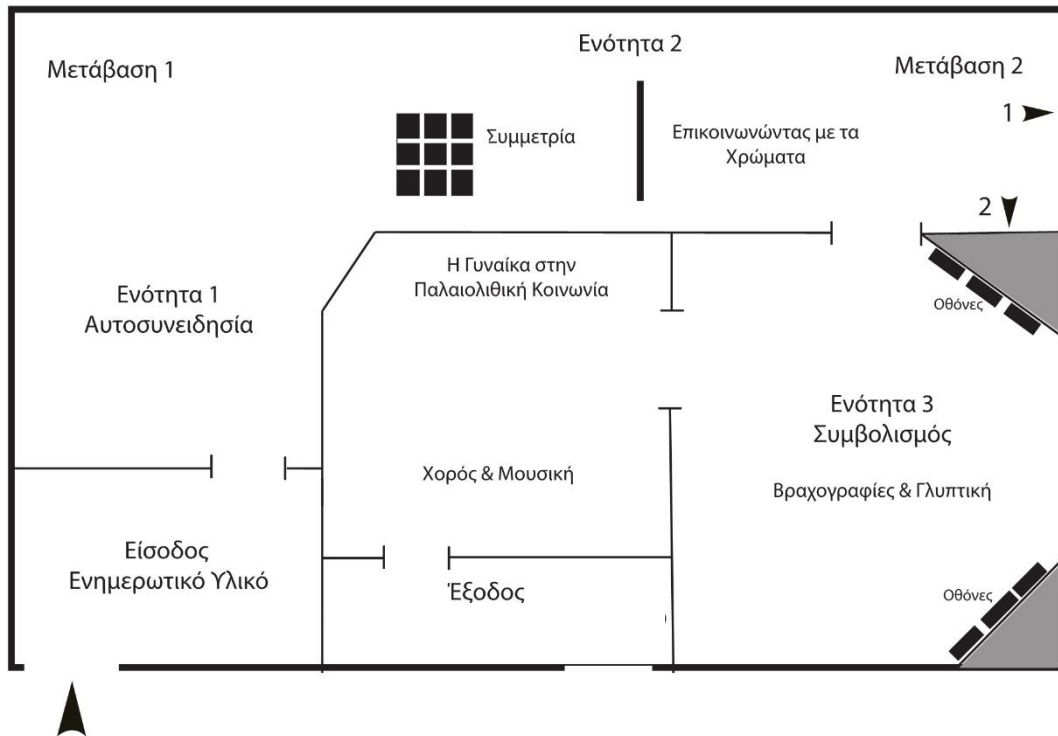 Μετάβαση 1
Ενότητα 2
Μετάβαση 2
1
Συμμετρία
Επικοινωνώντας με τα
Χρώματα
2
Η Γυναίκα στην
Παλαιολιθική Κοινωνία
Ενότητα 1
Αυτοσυνειδησία
Οθόνες
Ενότητα 3
Συμβολισμός
Χορός & Μουσική
Βραχογραφίες & Γλυπτική
Είσοδος
Ενημερωτικό Υλικό
Έξοδος
Οθόνες